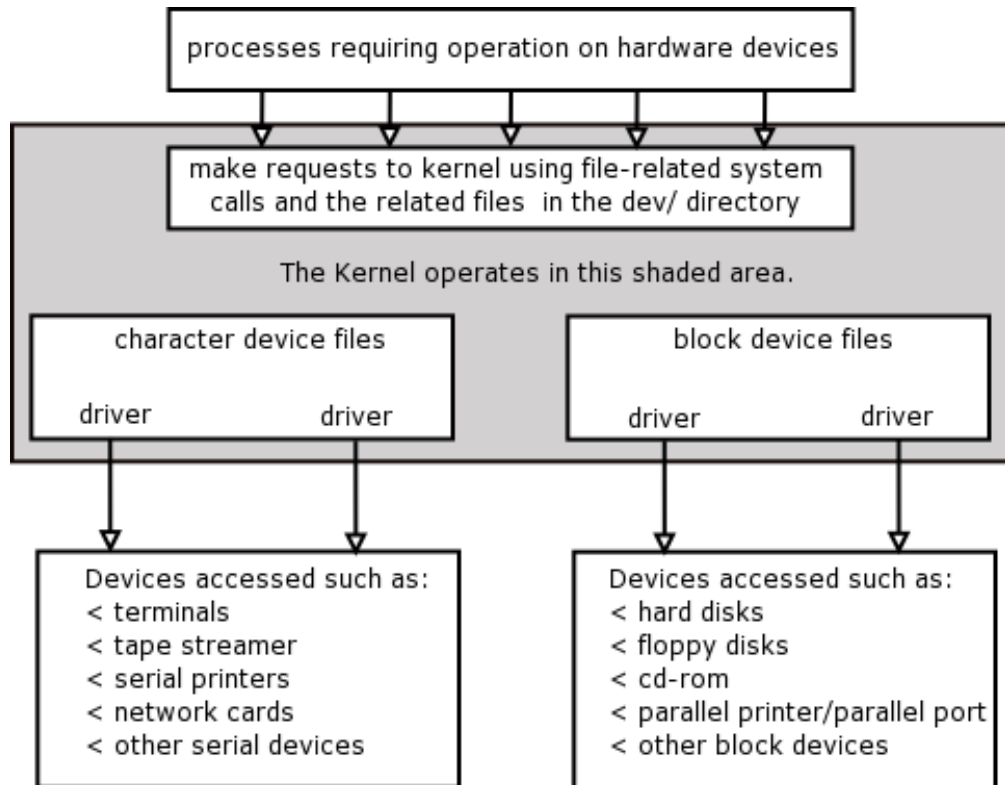 processes requiring operation on hardware devices
make requests to kernel using file-related system
calls and the related files in the dev/ directory
The Kernel operates in this shaded area.
character device files
driver driver
block device files
driver driver
Devices accessed such as:
< terminals
< tape streamer
< serial printers
< network cards
< other serial devices
Devices accessed such as:
< hard disks
< floppy disks
< cd-rom
< parallel printer/parallel port
< other block devices